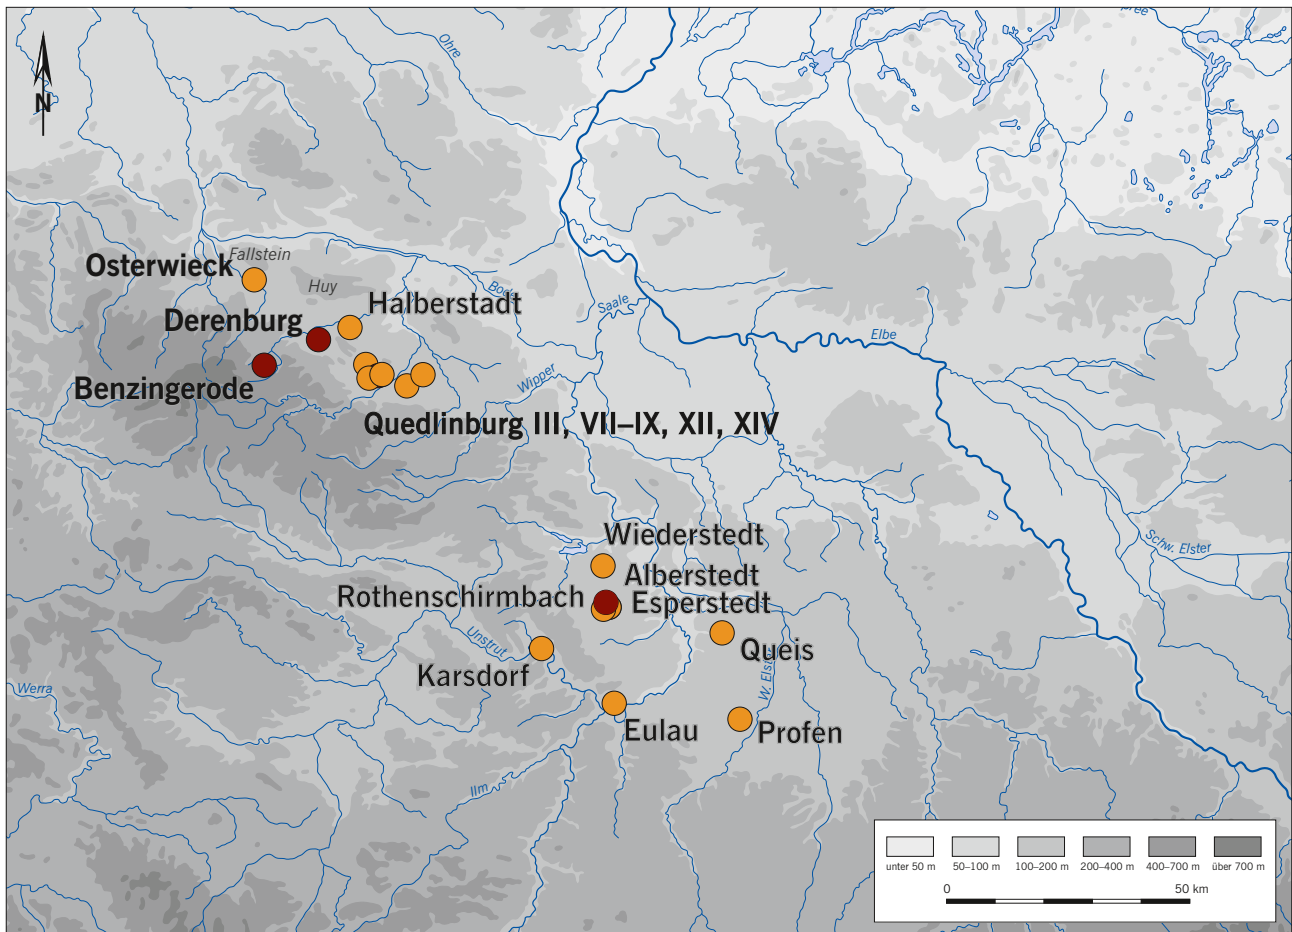 Spree
Ohre
N
Fallstein
Osterwieck
Huy
Bode
Halberstadt
Saale
Derenburg
Elbe
Benzingerode
Wipper
Quedlinburg III, VII–IX, XII, XIV
Wiederstedt
Schw. Elster
Alberstedt
Rothenschirmbach
Esperstedt
Unstrut
Queis
Karsdorf
W. Elster
Werra
Eulau
Profen
Ilm
unter 50 m 50–100 m 100–200 m 200–400 m 400–700 m über 700 m
0 50 km